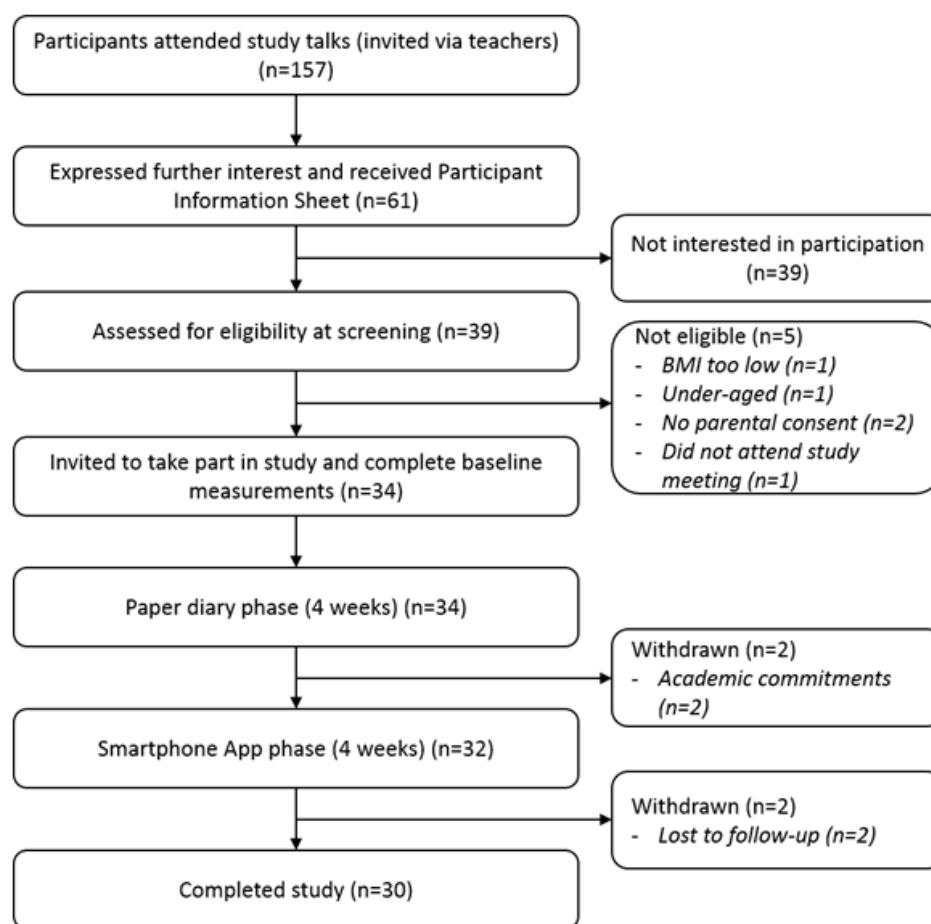 Participants attended study talks (invited via teachers)
(n=157)
Expressed further interest and received Participant
Information Sheet (n=61)
Not interested in participation
(n=39)
Assessed for eligibility at screening (n=39)
Not eligible (n=5)
- BMI too low (n=1)
- Under-aged (n=1)
- No parental consent (n=2)
- Did not attend study
meeting (n=1)
Invited to take part in study and complete baseline
measurements (n=34)
Paper diary phase (4 weeks) (n=34)
Withdrawn (n=2)
- Academic commitments
(n=2)
Smartphone App phase (4 weeks) (n=32)
Withdrawn (n=2)
- Lost to follow-up (n=2)
Completed study (n=30)